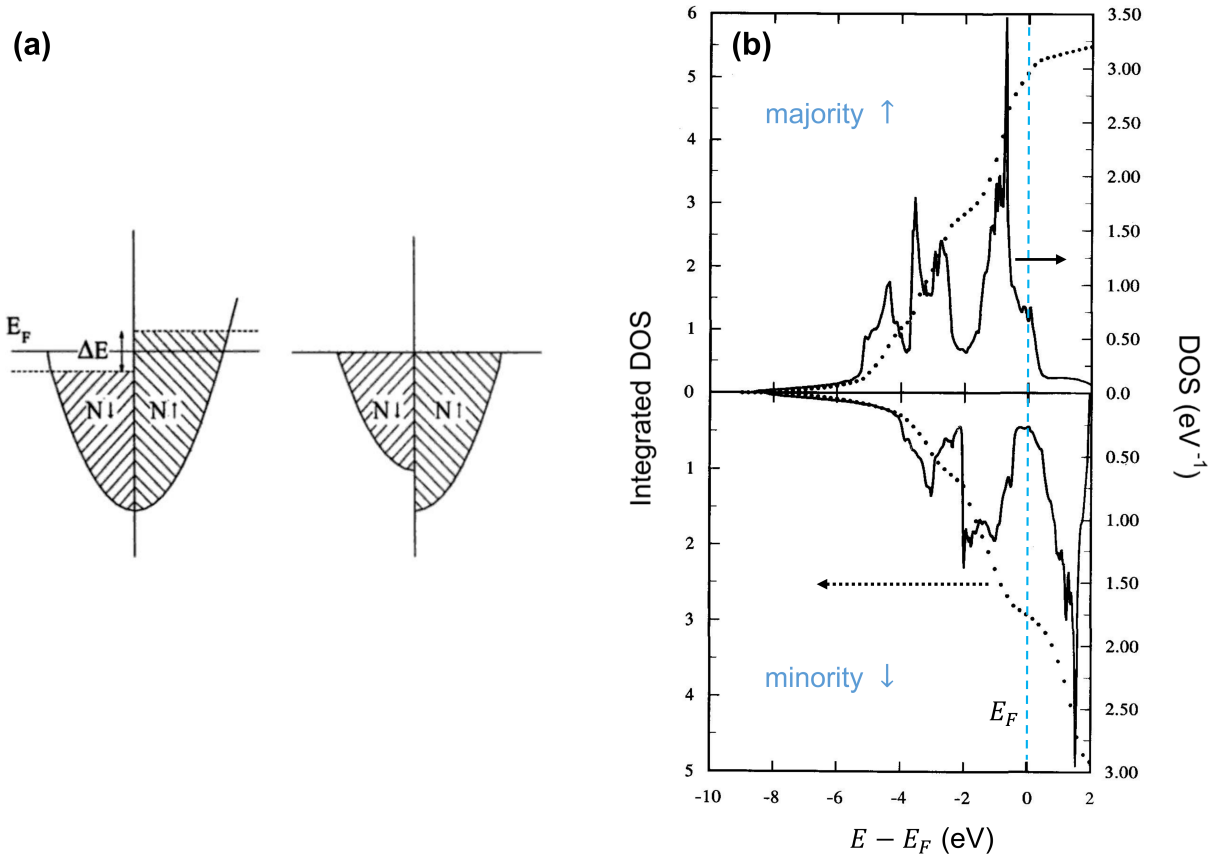 (a)
E_F
ΔE
N↓ N↑
N↓ N↑
(b)
majority ↑
minority ↓
E_F
Integrated DOS
6
5
4
3
2
1
0
1
2
3
4
5
3.50
3.00
2.50
2.00
1.50
1.00
0.50
0.0
0.0
0.50
1.00
1.50
2.00
2.50
3.00
DOS (eV⁻¹)
-10 -8 -6 -4 -2 0 2
E − E_F (eV)